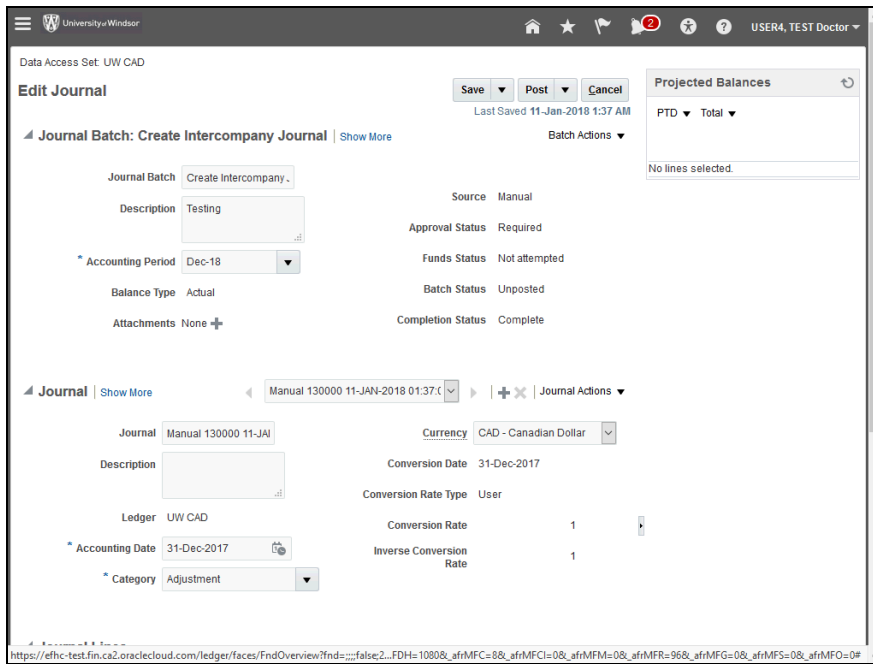 University of Windsor
2
USER4, TEST Doctor
Data Access Set: UW CAD
Edit Journal
Save Post Cancel
Last Saved 11-Jan-2018 1:37 AM
Projected Balances
PTD Total
No lines selected.
Journal Batch: Create Intercompany Journal Show More
Batch Actions
Journal Batch Create Intercompany
Description Testing
* Accounting Period Dec-18
Balance Type Actual
Attachments None
Source Manual
Approval Status Required
Funds Status Not attempted
Batch Status Unposted
Completion Status Complete
Journal Show More
Manual 130000 11-JAN-2018 01:37:(
Journal Actions
Journal Manual 130000 11-JAI
Description
Ledger UW CAD
* Accounting Date 31-Dec-2017
* Category Adjustment
Currency CAD - Canadian Dollar
Conversion Date 31-Dec-2017
Conversion Rate Type User
Conversion Rate 1
Inverse Conversion
Rate 1
Journal Lines
https://efhc-test.fin.ca2.oraclecloud.com/ledger/faces/FndOverview?fnd=;;;;false;2...FDH=1080&_afrMFC=8&_afrMFCI=0&_afrMFM=0&_afrMFR=96&_afrMFG=0&_afrMFS=0&_afrMFO=0#